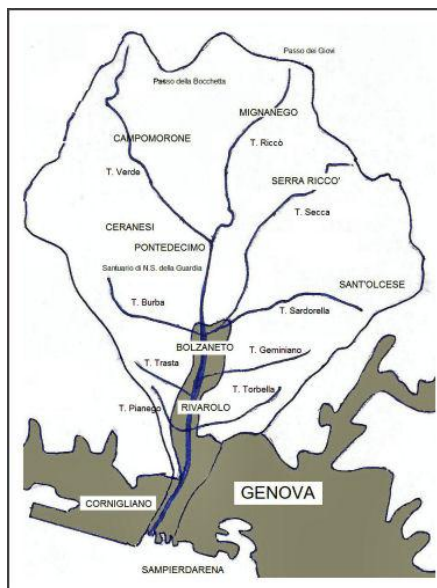 Passo dei Giovi
Passo della Bocchetta
MIGNANEGO
CAMPOMORONE
T. Riccò
T. Verde
SERRA RICCO'
T. Secca
CERANESI
PONTEDECIMO
Santuario di N.S. della Guardia
SANT'OLCESE
T. Burba
T. Sardorella
BOLZANETO
T. Trasta
T. Geminiano
T. Torbella
T. Pianego
RIVAROLO
GENOVA
CORNIGLIANO
SAMPIERDARENA